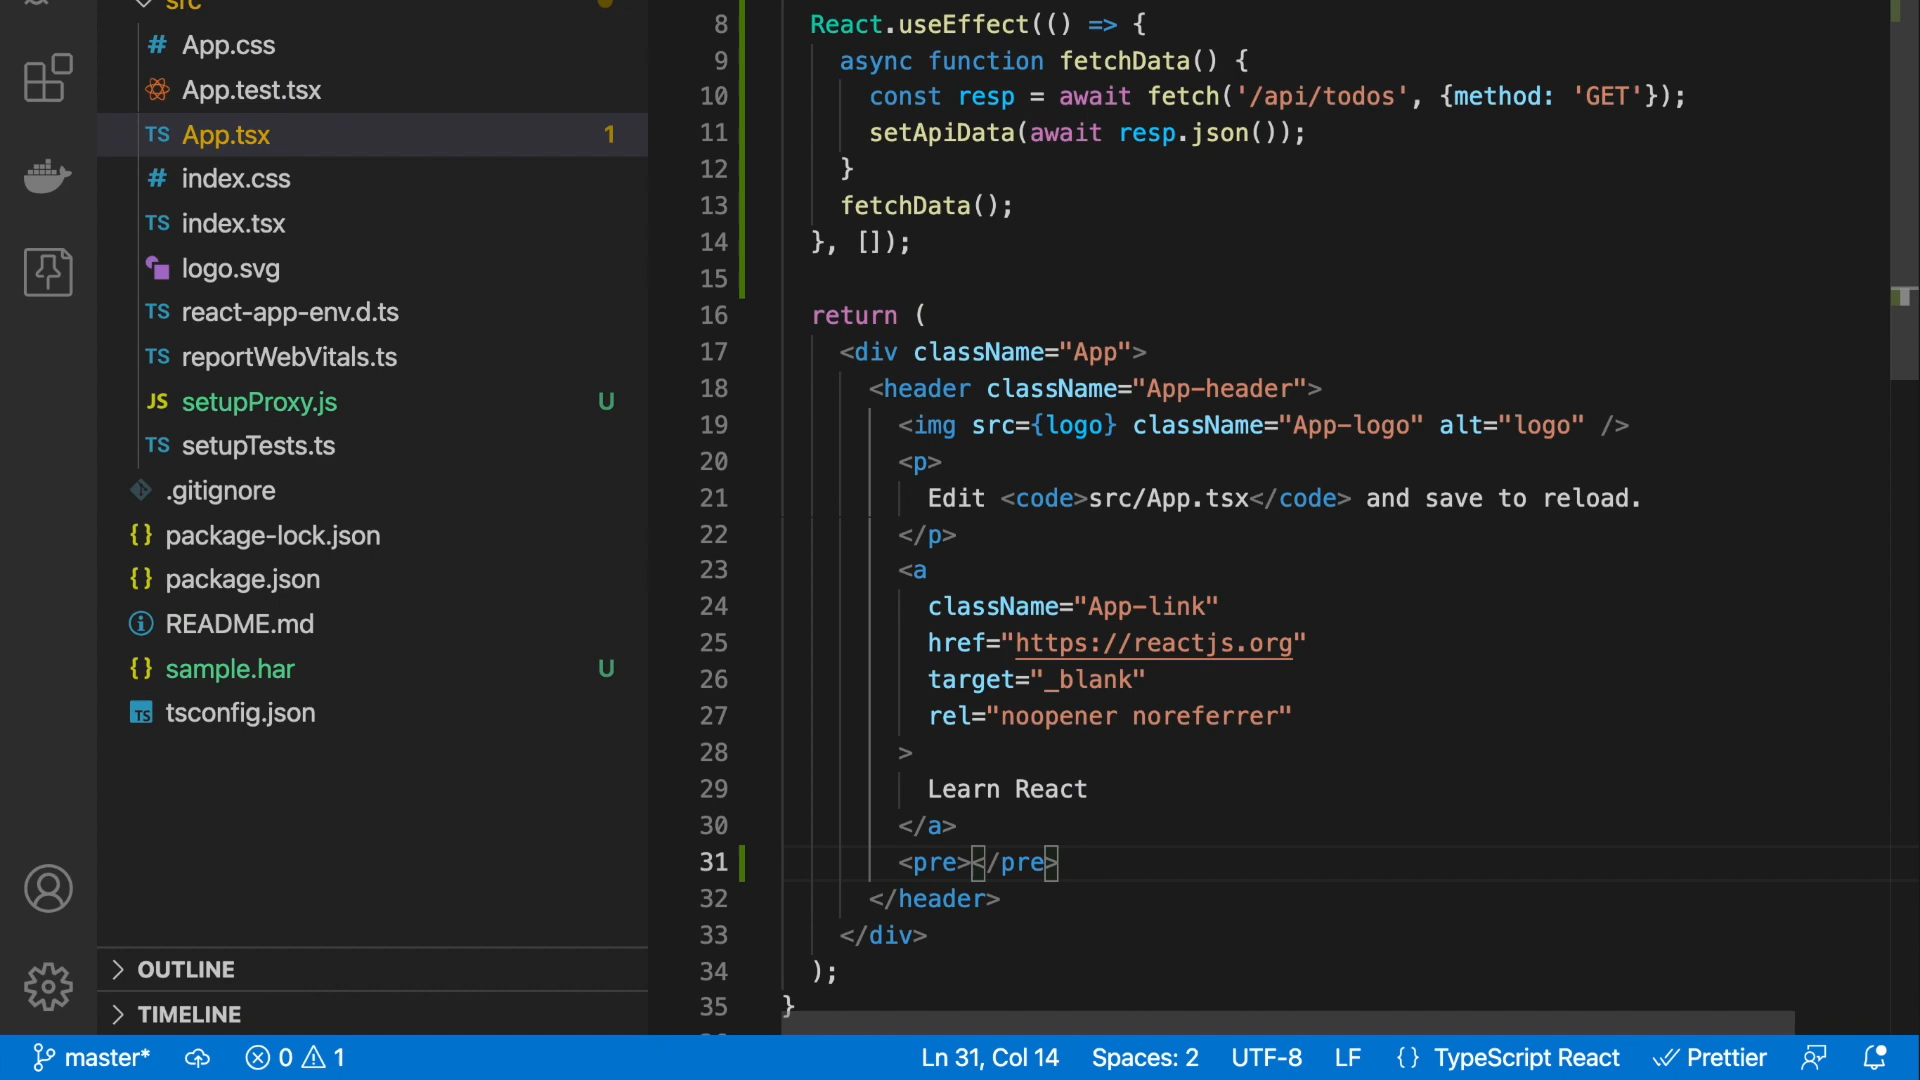 src
App.css
App.test.tsx
TS App.tsx 1
index.css
TS index.tsx
logo.svg
TS react-app-env.d.ts
TS reportWebVitals.ts
JS setupProxy.js U
TS setupTests.ts
.gitignore
{} package-lock.json
{} package.json
README.md
{} sample.har U
TS tsconfig.json
OUTLINE
TIMELINE
8 React.useEffect(() => {
9 async function fetchData() {
10 const resp = await fetch('/api/todos', {method: 'GET'});
11 setApiData(await resp.json());
12 }
13 fetchData();
14 }, []);
15
16 return (
17 <div className="App">
18 <header className="App-header">
19 <img src={logo} className="App-logo" alt="logo" />
20 <p>
21 Edit <code>src/App.tsx</code> and save to reload.
22 </p>
23 <a
24 className="App-link"
25 href="https://reactjs.org"
26 target="_blank"
27 rel="noopener noreferrer"
28 >
29 Learn React
30 </a>
31 <pre></pre>
32 </header>
33 </div>
34 );
35 }
master* 0 1 Ln 31, Col 14 Spaces: 2 UTF-8 LF {} TypeScript React Prettier